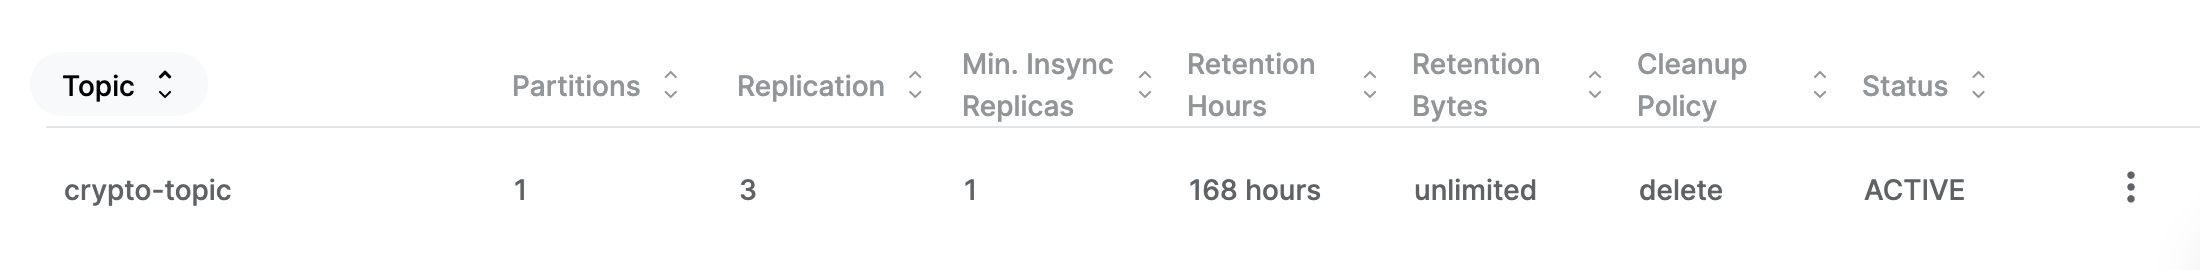 Topic Partitions Replication Min. Insync Replicas Retention Hours Retention Bytes Cleanup Policy Status
crypto-topic 1 3 1 168 hours unlimited delete ACTIVE